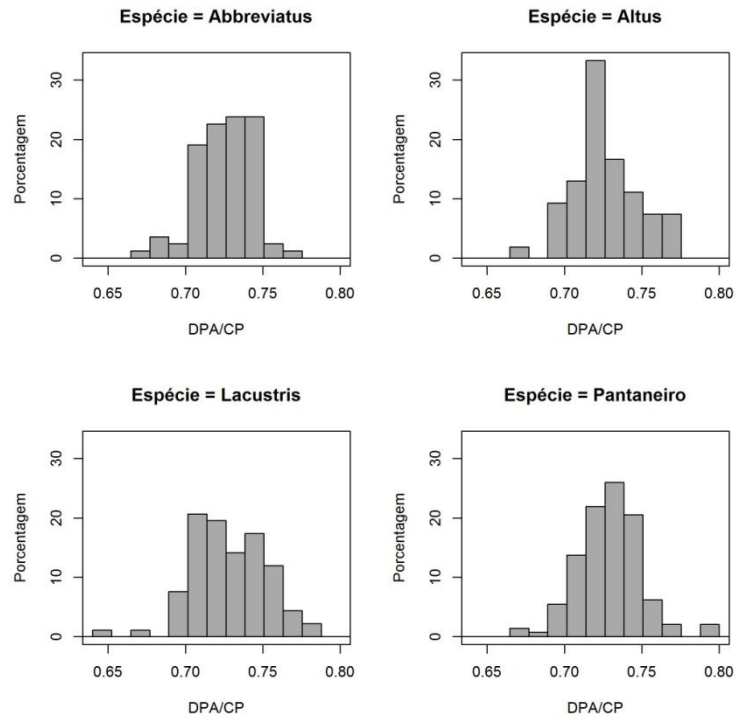 Espécie = Abbreviatus
Porcentagem
30
20
10
0
0.65 0.70 0.75 0.80
DPA/CP
Espécie = Altus
Porcentagem
30
20
10
0
0.65 0.70 0.75 0.80
DPA/CP
Espécie = Lacustris
Porcentagem
30
20
10
0
0.65 0.70 0.75 0.80
DPA/CP
Espécie = Pantaneiro
Porcentagem
30
20
10
0
0.65 0.70 0.75 0.80
DPA/CP